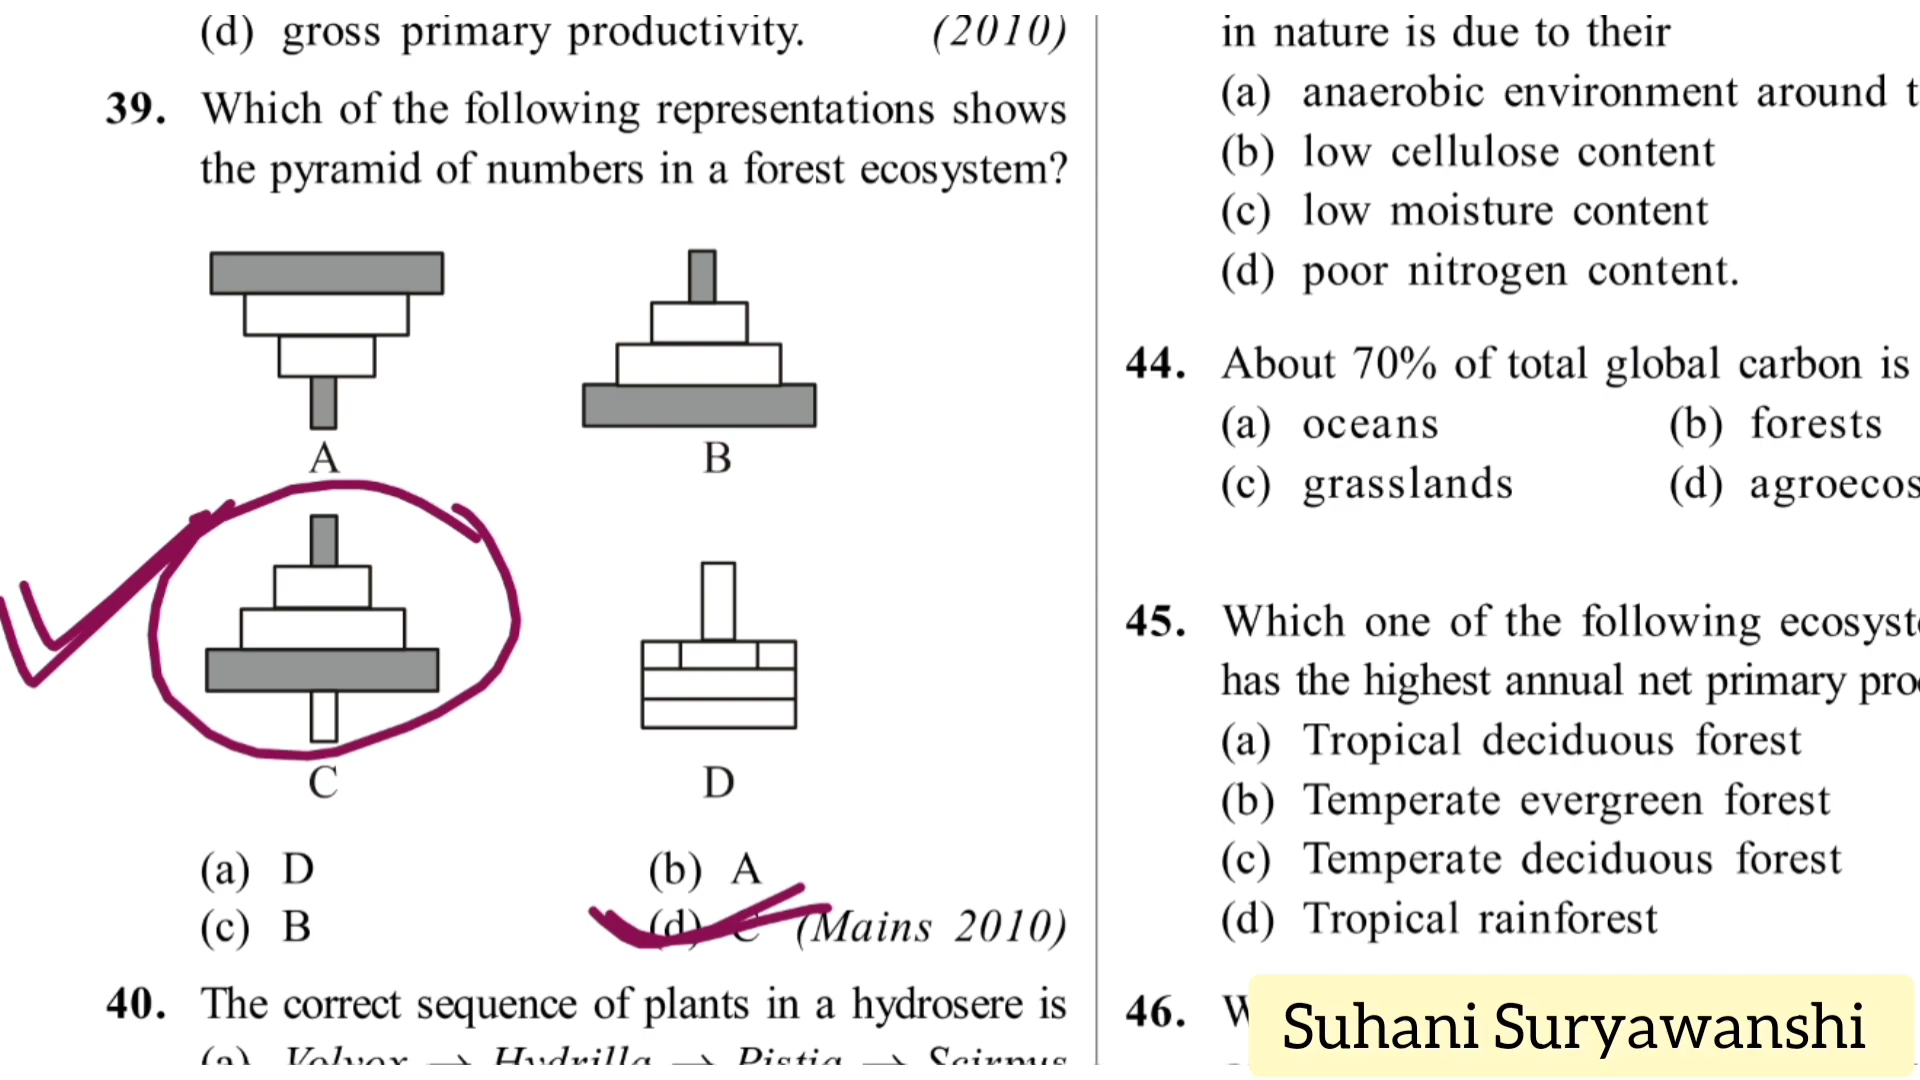 (d) gross primary productivity. (2010)
39. Which of the following representations shows
the pyramid of numbers in a forest ecosystem?
A
B
C
D
(a) D (b) A
(c) B (d) C (Mains 2010)
40. The correct sequence of plants in a hydrosere is
(a) Volvox → Hydrilla → Pistia → Scirpus
in nature is due to their
(a) anaerobic environment around t
(b) low cellulose content
(c) low moisture content
(d) poor nitrogen content.
44. About 70% of total global carbon is
(a) oceans (b) forests
(c) grasslands (d) agroecos
45. Which one of the following ecosyst
has the highest annual net primary pro
(a) Tropical deciduous forest
(b) Temperate evergreen forest
(c) Temperate deciduous forest
(d) Tropical rainforest
46. W
Suhani Suryawanshi